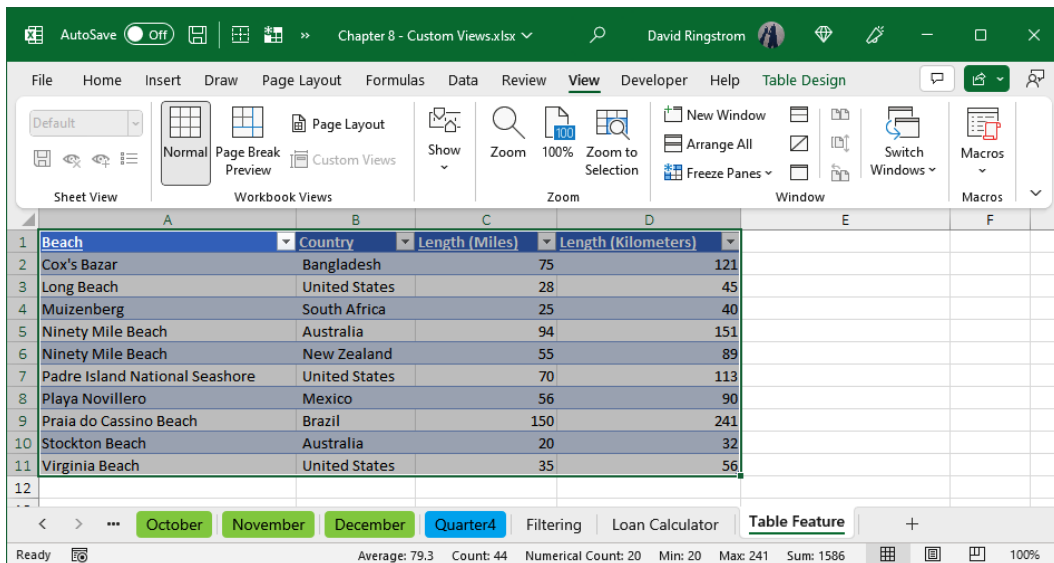 AutoSave Off » Chapter 8 - Custom Views.xlsx David Ringstrom
File Home Insert Draw Page Layout Formulas Data Review View Developer Help Table Design
Default
Normal
Page Break
Preview
Page Layout
Custom Views
Show
Zoom
100
100%
Zoom to
Selection
New Window
Arrange All
Freeze Panes
Switch
Windows
Macros
Sheet View Workbook Views Zoom Window Macros
A B C D E F
1 Beach Country Length (Miles) Length (Kilometers)
2 Cox's Bazar Bangladesh 75 121
3 Long Beach United States 28 45
4 Muizenberg South Africa 25 40
5 Ninety Mile Beach Australia 94 151
6 Ninety Mile Beach New Zealand 55 89
7 Padre Island National Seashore United States 70 113
8 Playa Novillero Mexico 56 90
9 Praia do Cassino Beach Brazil 150 241
10 Stockton Beach Australia 20 32
11 Virginia Beach United States 35 56
12
October November December Quarter4 Filtering Loan Calculator Table Feature
Ready Average: 79.3 Count: 44 Numerical Count: 20 Min: 20 Max: 241 Sum: 1586 100%